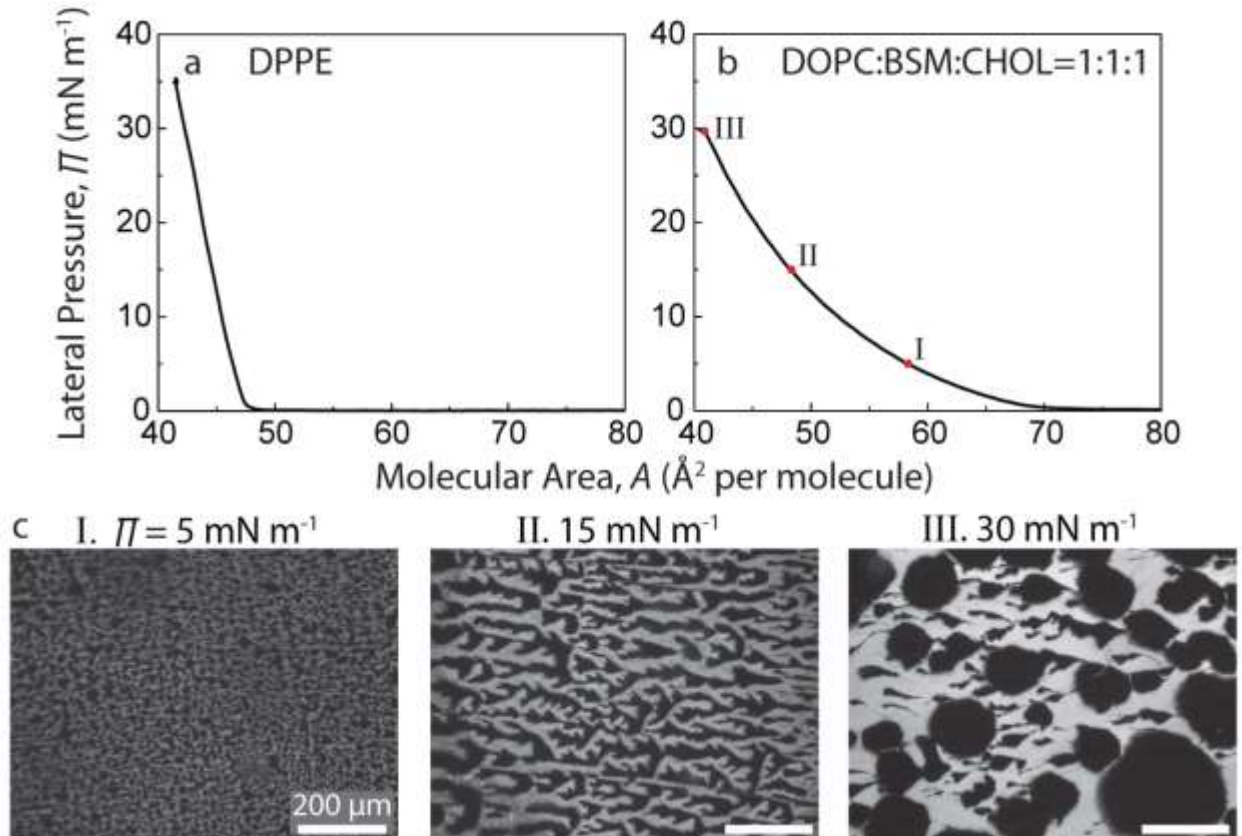 a DPPE
b DOPC:BSM:CHOL=1:1:1
Lateral Pressure, Π (mN m⁻¹)
40
30
20
10
0
40 50 60 70 80
40
30
20
10
0
40 50 60 70 80
III
II
I
Molecular Area, A (Å² per molecule)
c I. Π = 5 mN m⁻¹
II. 15 mN m⁻¹
III. 30 mN m⁻¹
200 μm